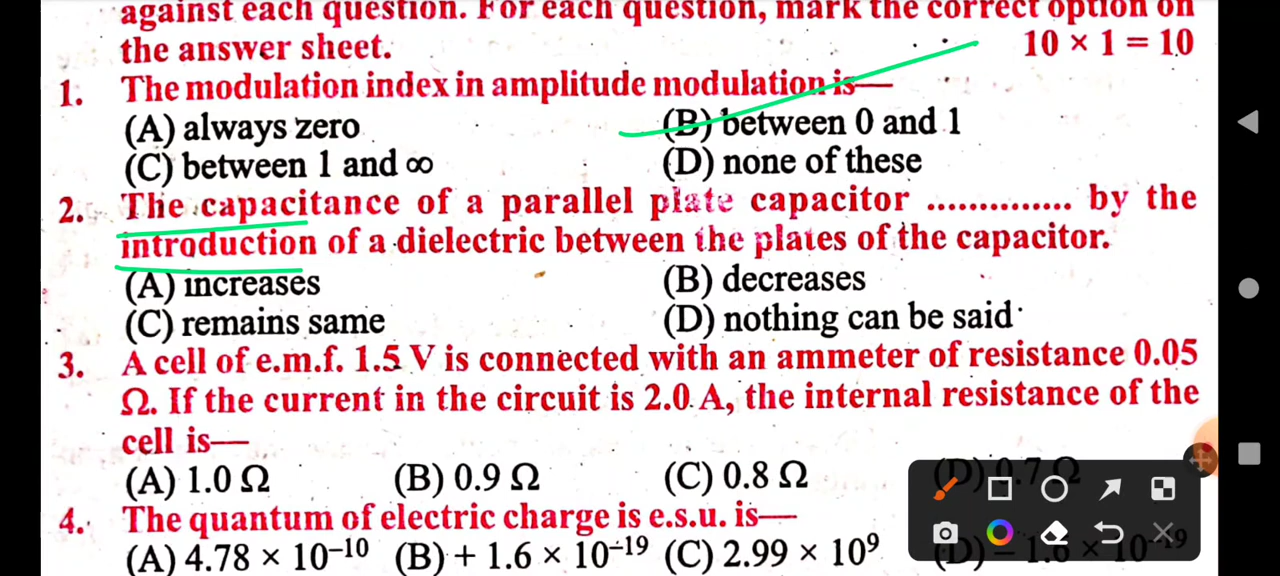 against each question. For each question, mark the correct option on
the answer sheet. 10 × 1 = 10
1. The modulation index in amplitude modulation is—
(A) always zero (B) between 0 and 1
(C) between 1 and ∞ (D) none of these
2. The capacitance of a parallel plate capacitor .............. by the
introduction of a dielectric between the plates of the capacitor.
(A) increases (B) decreases
(C) remains same (D) nothing can be said
3. A cell of e.m.f. 1.5 V is connected with an ammeter of resistance 0.05
Ω. If the current in the circuit is 2.0 A, the internal resistance of the
cell is—
(A) 1.0 Ω (B) 0.9 Ω (C) 0.8 Ω (D) 0.7 Ω
4. The quantum of electric charge is e.s.u. is—
(A) 4.78 × 10⁻¹⁰ (B) + 1.6 × 10⁻¹⁹ (C) 2.99 × 10⁹ (D) – 1.6 × 10⁻¹⁹